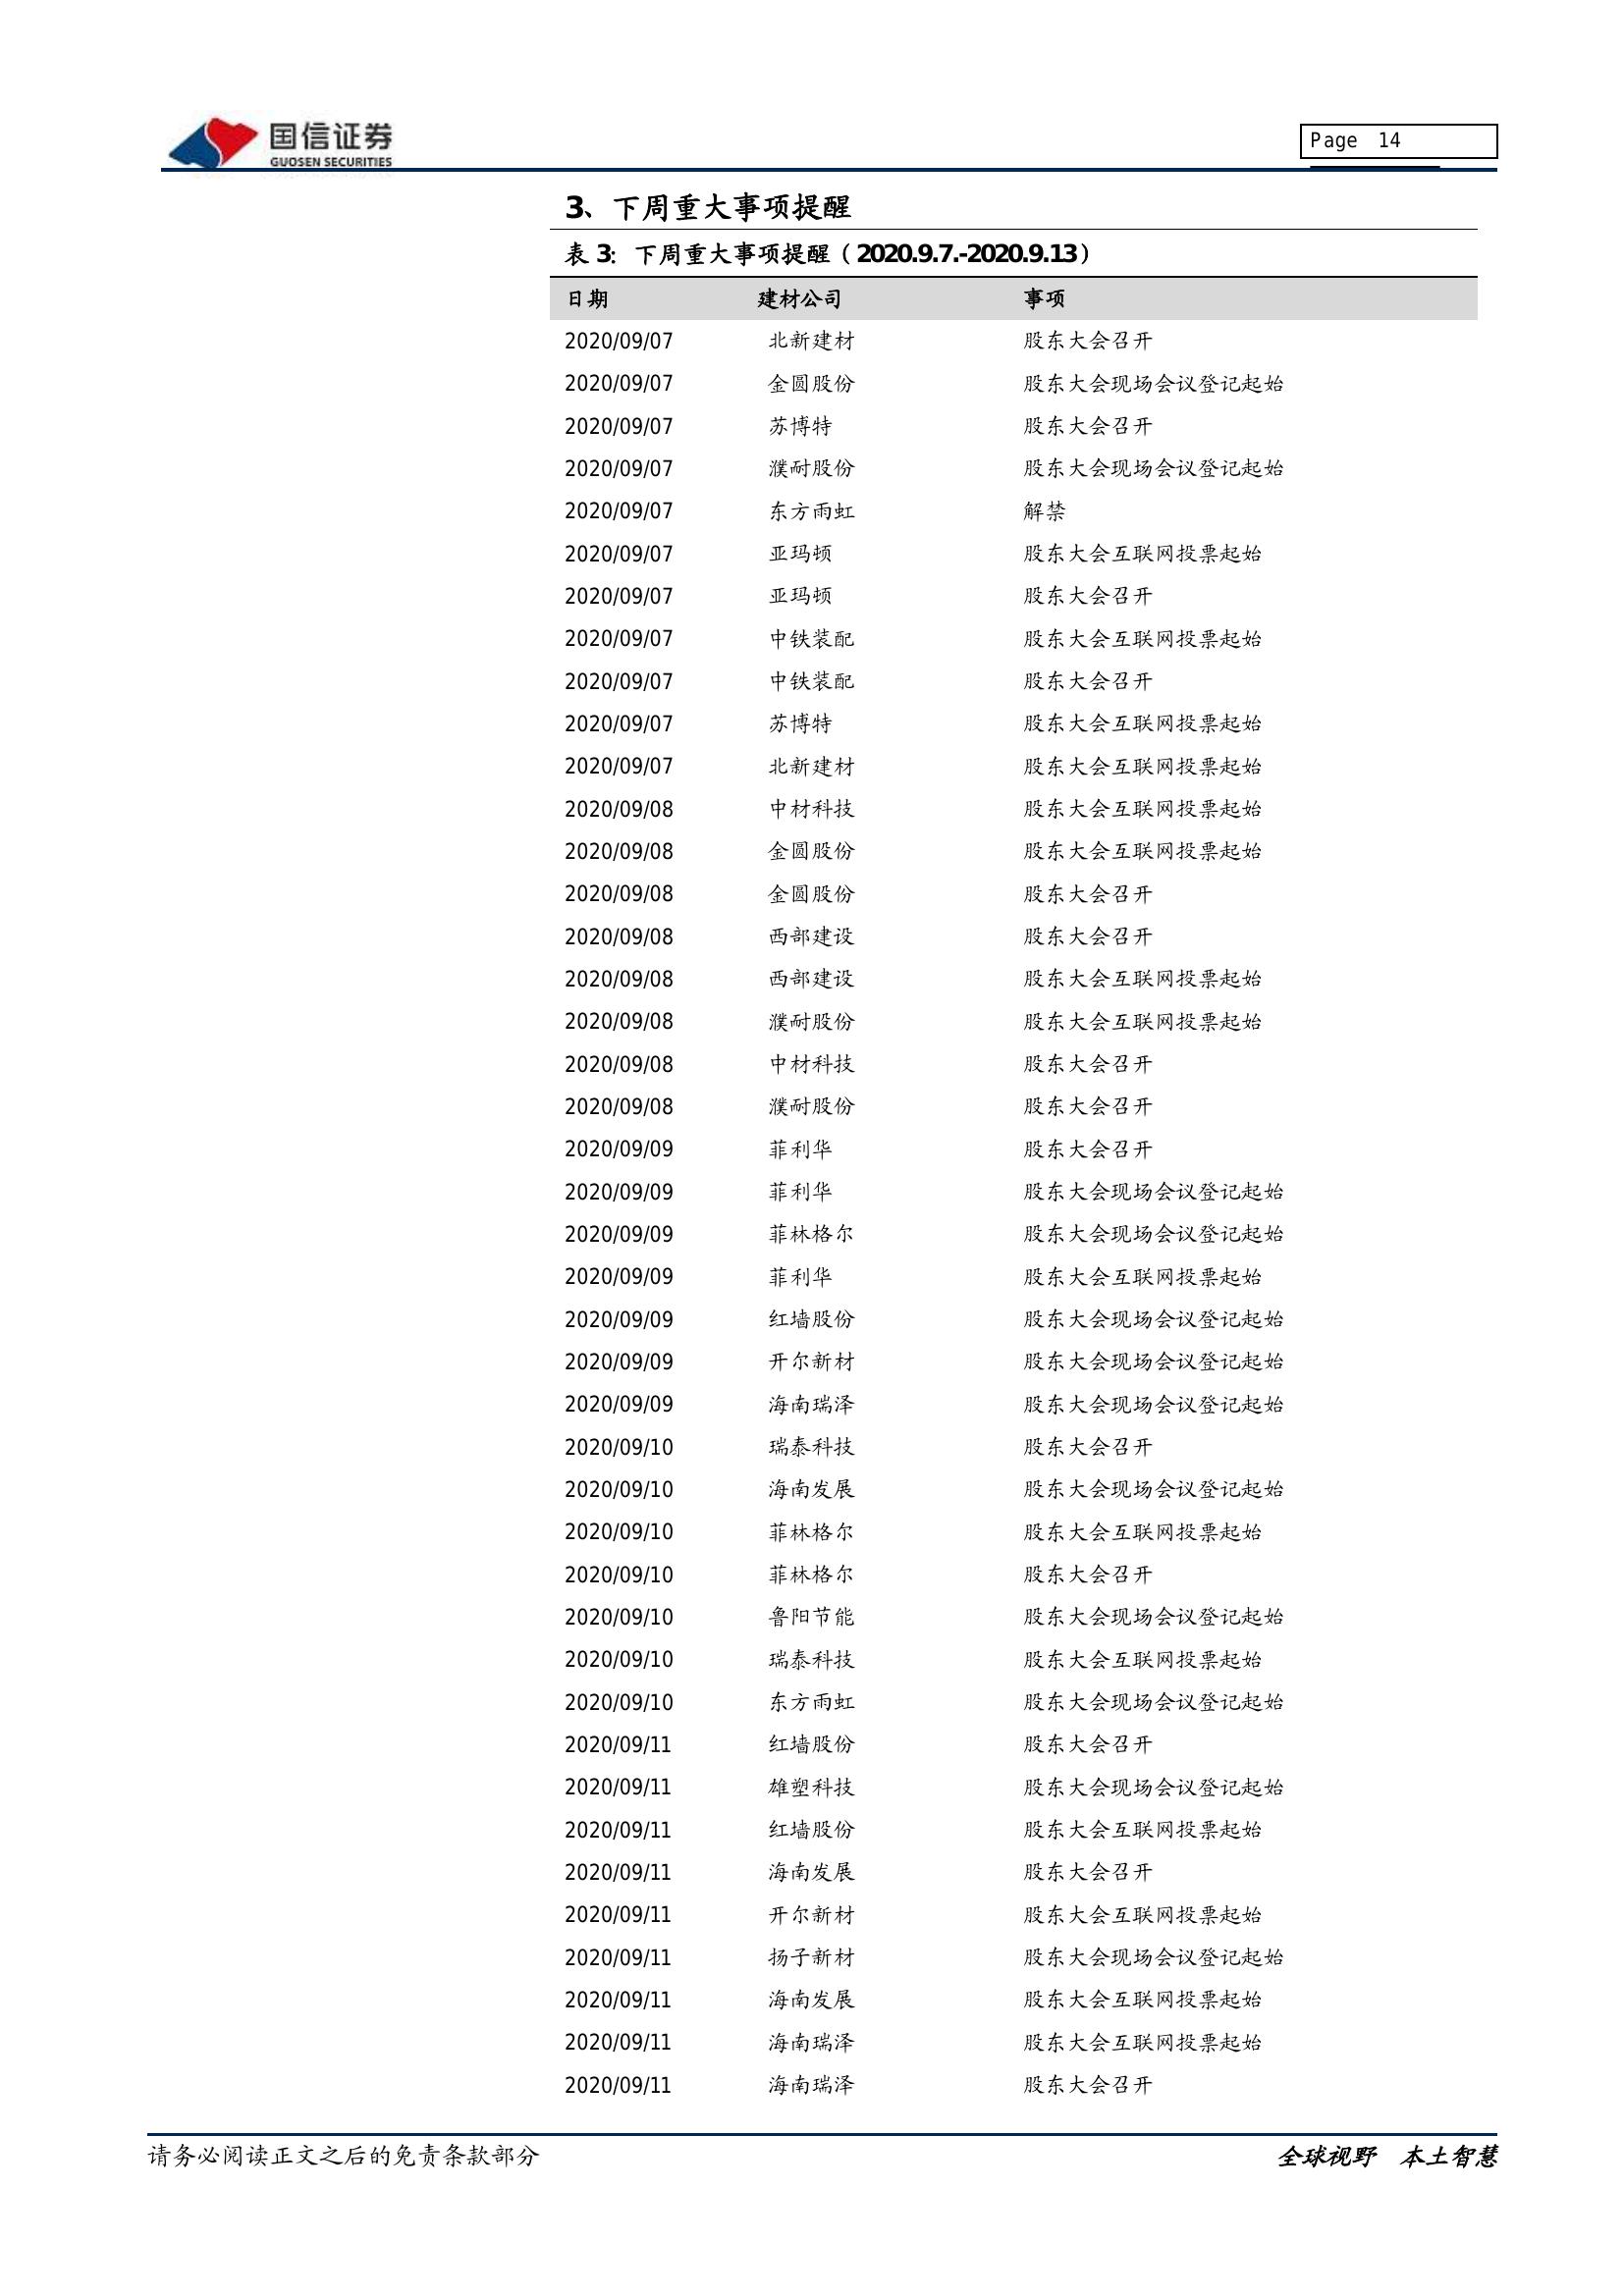 国信证券
GUOSEN SECURITIES
Page 14
3、下周重大事项提醒
表 3：下周重大事项提醒（2020.9.7.-2020.9.13）
日期 建材公司 事项
2020/09/07 北新建材 股东大会召开
2020/09/07 金圆股份 股东大会现场会议登记起始
2020/09/07 苏博特 股东大会召开
2020/09/07 濮耐股份 股东大会现场会议登记起始
2020/09/07 东方雨虹 解禁
2020/09/07 亚玛顿 股东大会互联网投票起始
2020/09/07 亚玛顿 股东大会召开
2020/09/07 中铁装配 股东大会互联网投票起始
2020/09/07 中铁装配 股东大会召开
2020/09/07 苏博特 股东大会互联网投票起始
2020/09/07 北新建材 股东大会互联网投票起始
2020/09/08 中材科技 股东大会互联网投票起始
2020/09/08 金圆股份 股东大会互联网投票起始
2020/09/08 金圆股份 股东大会召开
2020/09/08 西部建设 股东大会召开
2020/09/08 西部建设 股东大会互联网投票起始
2020/09/08 濮耐股份 股东大会互联网投票起始
2020/09/08 中材科技 股东大会召开
2020/09/08 濮耐股份 股东大会召开
2020/09/09 菲利华 股东大会召开
2020/09/09 菲利华 股东大会现场会议登记起始
2020/09/09 菲林格尔 股东大会现场会议登记起始
2020/09/09 菲利华 股东大会互联网投票起始
2020/09/09 红墙股份 股东大会现场会议登记起始
2020/09/09 开尔新材 股东大会现场会议登记起始
2020/09/09 海南瑞泽 股东大会现场会议登记起始
2020/09/10 瑞泰科技 股东大会召开
2020/09/10 海南发展 股东大会现场会议登记起始
2020/09/10 菲林格尔 股东大会互联网投票起始
2020/09/10 菲林格尔 股东大会召开
2020/09/10 鲁阳节能 股东大会现场会议登记起始
2020/09/10 瑞泰科技 股东大会互联网投票起始
2020/09/10 东方雨虹 股东大会现场会议登记起始
2020/09/11 红墙股份 股东大会召开
2020/09/11 雄塑科技 股东大会现场会议登记起始
2020/09/11 红墙股份 股东大会互联网投票起始
2020/09/11 海南发展 股东大会召开
2020/09/11 开尔新材 股东大会互联网投票起始
2020/09/11 扬子新材 股东大会现场会议登记起始
2020/09/11 海南发展 股东大会互联网投票起始
2020/09/11 海南瑞泽 股东大会互联网投票起始
2020/09/11 海南瑞泽 股东大会召开
请务必阅读正文之后的免责条款部分 全球视野 本土智慧